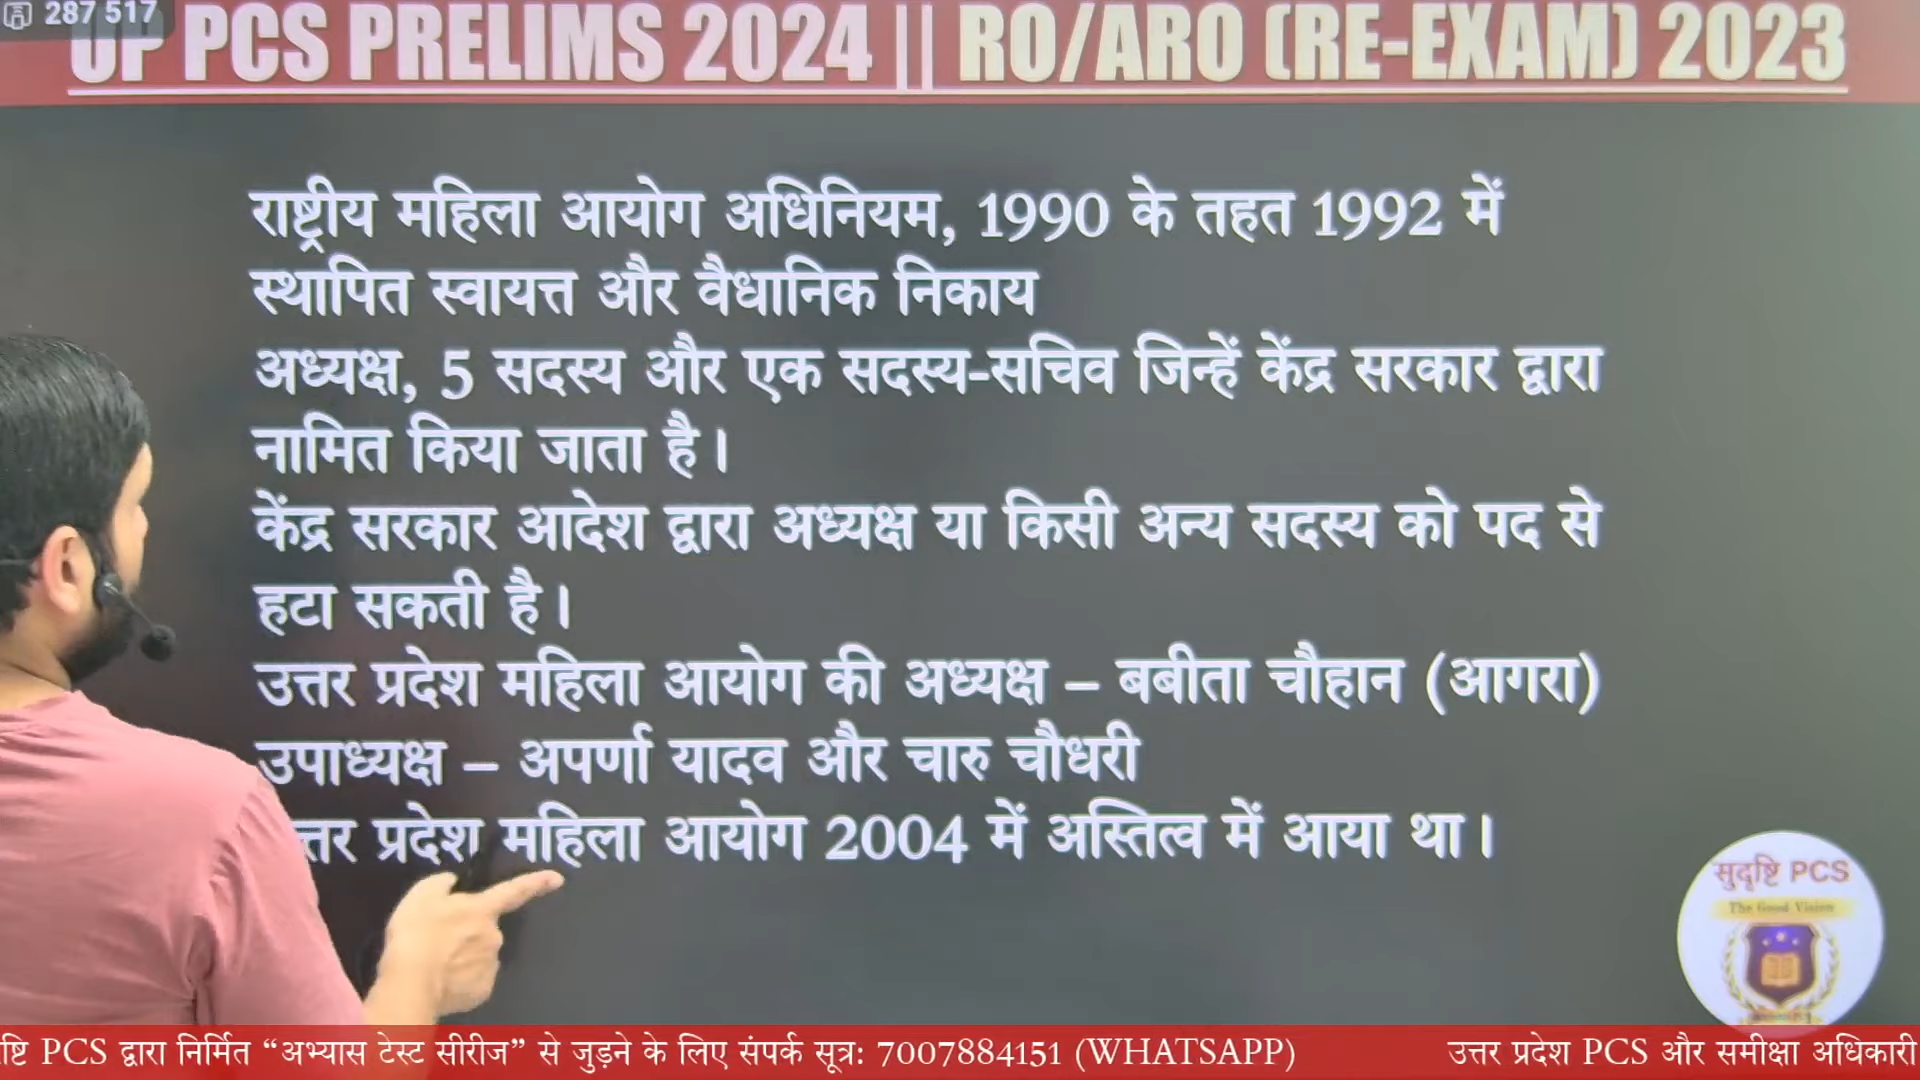 287 517
UP PCS PRELIMS 2024 || RO/ARO (RE-EXAM) 2023
राष्ट्रीय महिला आयोग अधिनियम, 1990 के तहत 1992 में
स्थापित स्वायत्त और वैधानिक निकाय
अध्यक्ष, 5 सदस्य और एक सदस्य-सचिव जिन्हें केंद्र सरकार द्वारा
नामित किया जाता है।
केंद्र सरकार आदेश द्वारा अध्यक्ष या किसी अन्य सदस्य को पद से
हटा सकती है।
उत्तर प्रदेश महिला आयोग की अध्यक्ष – बबीता चौहान (आगरा)
उपाध्यक्ष – अपर्णा यादव और चारु चौधरी
त्तर प्रदेश महिला आयोग 2004 में अस्तित्व में आया था।
सुदृष्टि PCS
The Good Vision
ष्टि PCS द्वारा निर्मित “अभ्यास टेस्ट सीरीज” से जुड़ने के लिए संपर्क सूत्र: 7007884151 (WHATSAPP) उत्तर प्रदेश PCS और समीक्षा अधिकारी